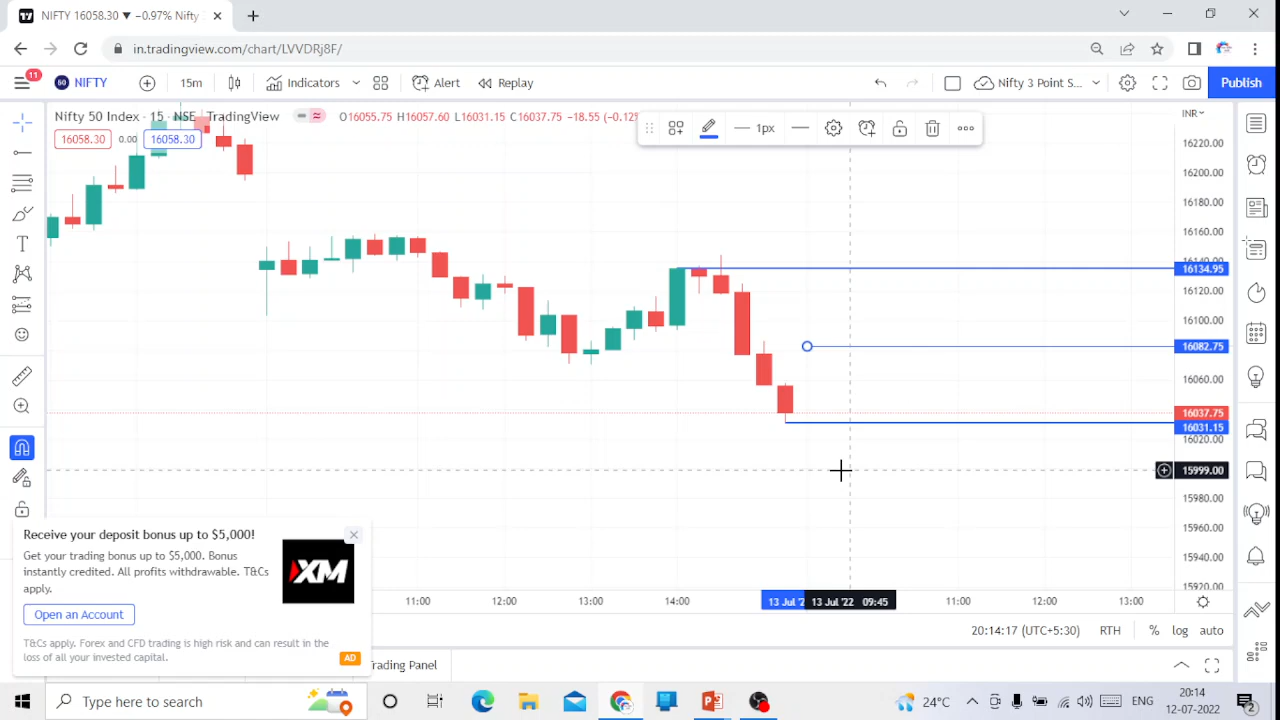 NIFTY 16058.30 ▼ −0.97% Nifty
in.tradingview.com/chart/LVVDRj8F/
11
50 NIFTY
15m
Indicators
Alert
Replay
Nifty 3 Point S...
Publish
Nifty 50 Index · 15 · NSE TradingView
O16055.75 H16057.60 L16031.15 C16037.75 −18.55
16058.30 0.00 16058.30
1px
INR
16220.00
16200.00
16180.00
16160.00
16134.95
16120.00
16100.00
16082.75
16060.00
16037.75
16031.15
16020.00
15999.00
15980.00
15960.00
15940.00
15920.00
11:00 12:00 13:00 14:00 13 Jul '2 13 Jul '22 09:45 11:00 12:00 13:00
20:14:17 (UTC+5:30) RTH % log auto
Receive your deposit bonus up to $5,000!
Get your trading bonus up to $5,000. Bonus
instantly credited. All profits withdrawable. T&Cs
apply.
XM
Open an Account
T&Cs apply. Forex and CFD trading is high risk and can result in the
loss of all your invested capital.
AD
Trading Panel
Type here to search
24°C
ENG
20:14
12-07-2022
2